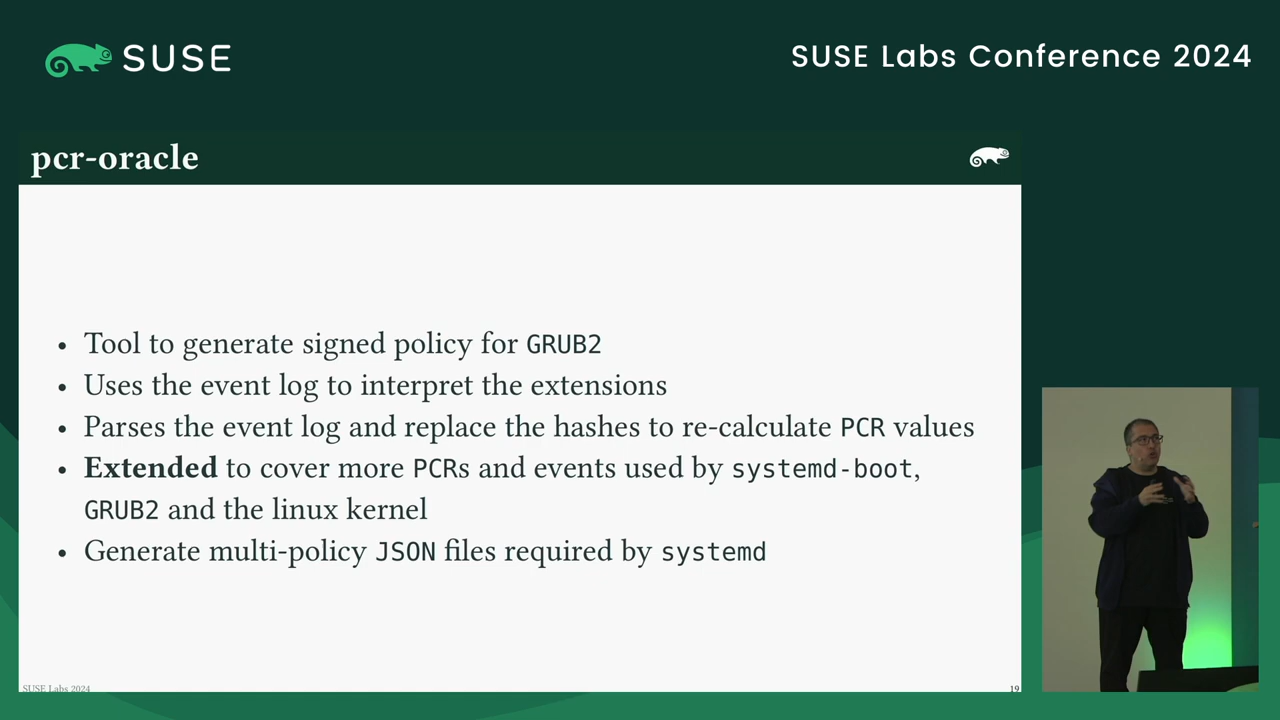 SUSE
SUSE Labs Conference 2024
pcr-oracle
• Tool to generate signed policy for GRUB2
• Uses the event log to interpret the extensions
• Parses the event log and replace the hashes to re-calculate PCR values
• Extended to cover more PCRs and events used by systemd-boot,
GRUB2 and the linux kernel
• Generate multi-policy JSON files required by systemd
SUSE Labs 2024
19